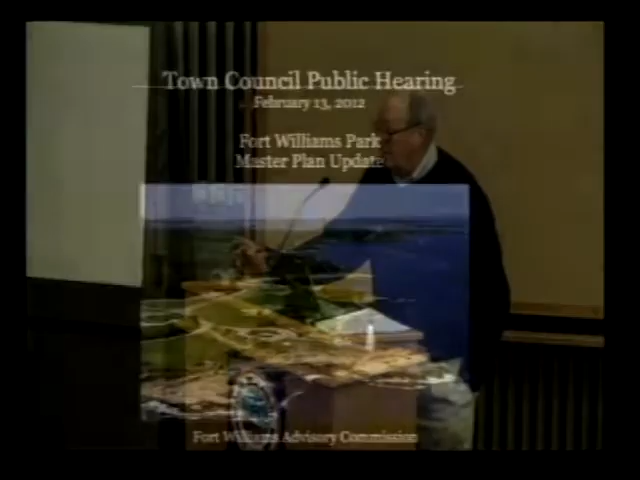 Town Council Public Hearing
February 13, 2012
Fort Williams Park
Master Plan Update
Fort Williams Advisory Commission